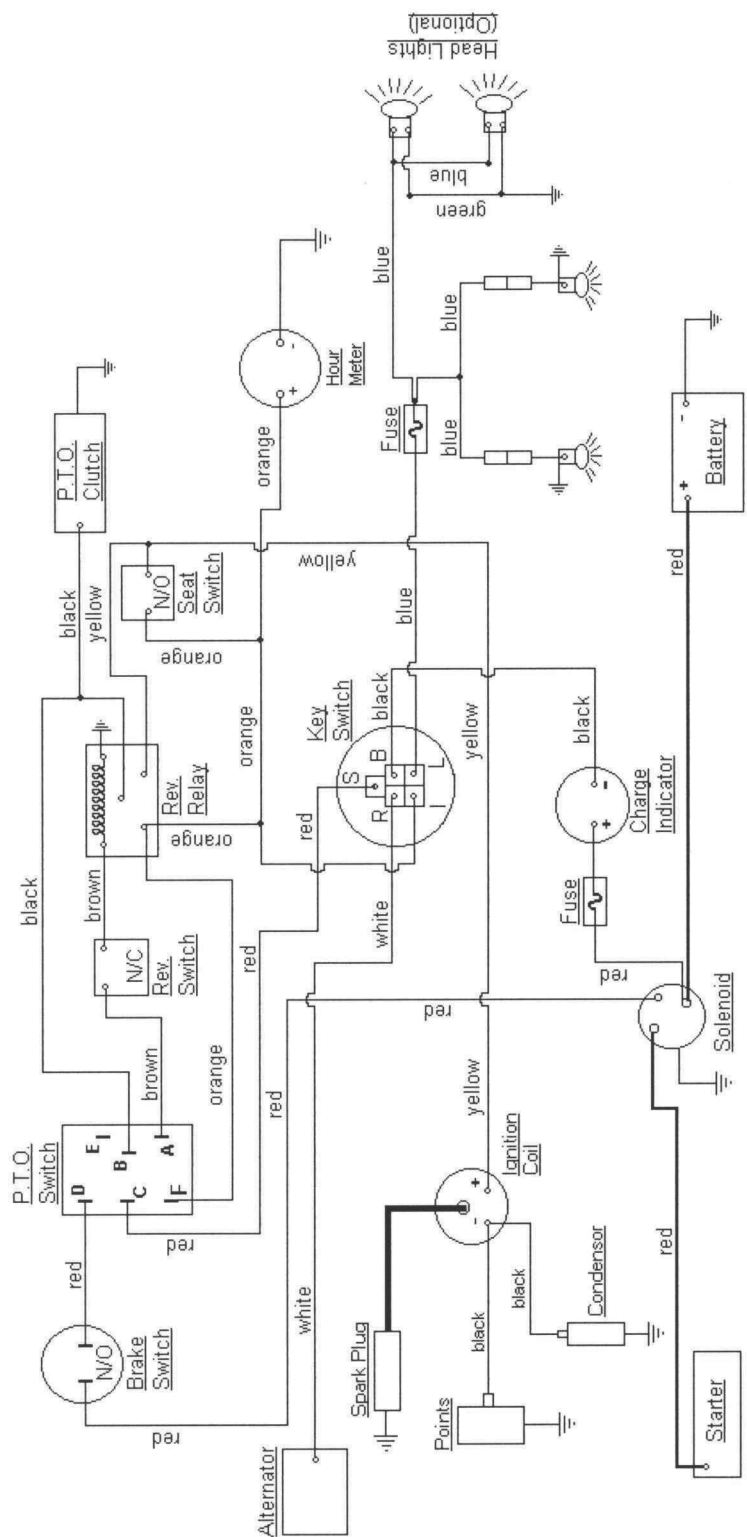 P.T.O.
Switch
D
E
B
C
A
F
red
Brake
Switch
N/O
red
red
black
brown
N/C
Rev.
Switch
brown
orange
red
Rev.
Relay
orange
black
yellow
P.T.O.
Clutch
N/O
Seat
Switch
orange
orange
orange
Hour
Meter
+
-
yellow
Alternator
white
white
red
Key
Switch
S
R
B
I
L
black
blue
Fuse
blue
blue
blue
blue
green
Head Lights
(Optional)
Spark Plug
Points
black
black
Condensor
Ignition
Coil
-
+
yellow
yellow
red
black
Charge
Indicator
+
-
Fuse
red
Solenoid
red
Starter
red
Battery
+
-